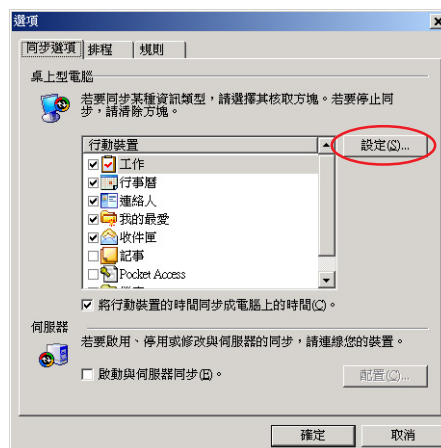 選項
同步選項 排程 規則
桌上型電腦
若要同步某種資訊類型，請選擇其核取方塊。若要停止同
步，請清除方塊。
行動裝置
設定(S)...
工作
行事曆
連絡人
我的最愛
收件匣
記事
Pocket Access
將行動裝置的時間同步成電腦上的時間(C)。
伺服器
若要啟用、停用或修改與伺服器的同步，請連線您的裝置。
啟動與伺服器同步(E)。
配置(O)...
確定 取消